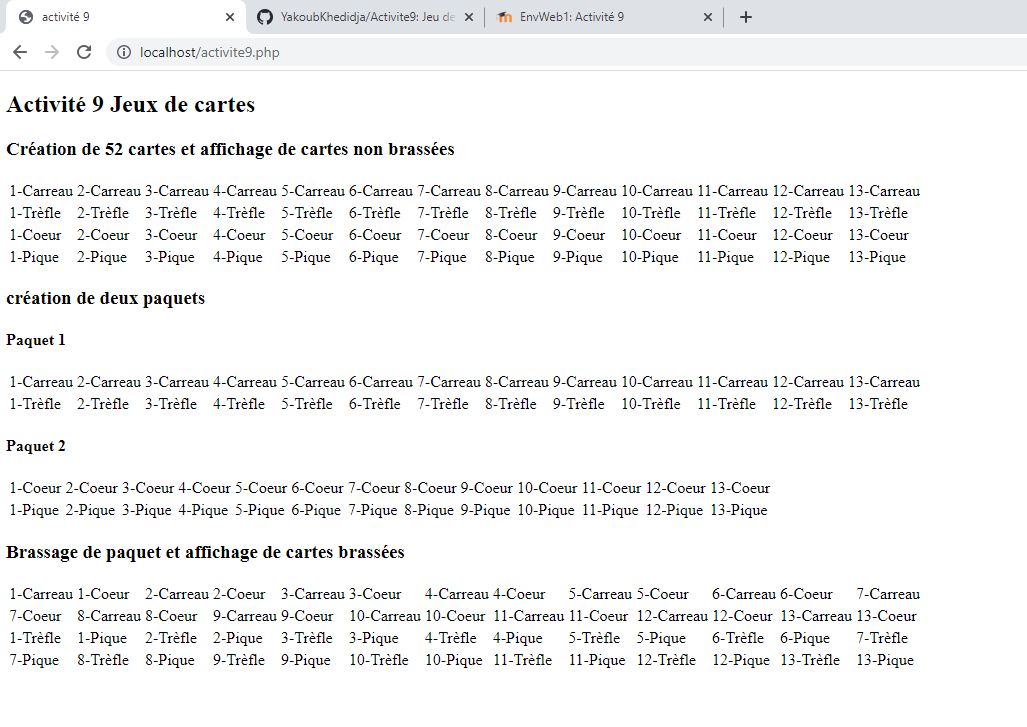 activité 9
YakoubKhedidja/Activite9: Jeu de
EnvWeb1: Activité 9
localhost/activite9.php
Activité 9 Jeux de cartes
Création de 52 cartes et affichage de cartes non brassées
1-Carreau 2-Carreau 3-Carreau 4-Carreau 5-Carreau 6-Carreau 7-Carreau 8-Carreau 9-Carreau 10-Carreau 11-Carreau 12-Carreau 13-Carreau
1-Trèfle 2-Trèfle 3-Trèfle 4-Trèfle 5-Trèfle 6-Trèfle 7-Trèfle 8-Trèfle 9-Trèfle 10-Trèfle 11-Trèfle 12-Trèfle 13-Trèfle
1-Coeur 2-Coeur 3-Coeur 4-Coeur 5-Coeur 6-Coeur 7-Coeur 8-Coeur 9-Coeur 10-Coeur 11-Coeur 12-Coeur 13-Coeur
1-Pique 2-Pique 3-Pique 4-Pique 5-Pique 6-Pique 7-Pique 8-Pique 9-Pique 10-Pique 11-Pique 12-Pique 13-Pique
création de deux paquets
Paquet 1
1-Carreau 2-Carreau 3-Carreau 4-Carreau 5-Carreau 6-Carreau 7-Carreau 8-Carreau 9-Carreau 10-Carreau 11-Carreau 12-Carreau 13-Carreau
1-Trèfle 2-Trèfle 3-Trèfle 4-Trèfle 5-Trèfle 6-Trèfle 7-Trèfle 8-Trèfle 9-Trèfle 10-Trèfle 11-Trèfle 12-Trèfle 13-Trèfle
Paquet 2
1-Coeur 2-Coeur 3-Coeur 4-Coeur 5-Coeur 6-Coeur 7-Coeur 8-Coeur 9-Coeur 10-Coeur 11-Coeur 12-Coeur 13-Coeur
1-Pique 2-Pique 3-Pique 4-Pique 5-Pique 6-Pique 7-Pique 8-Pique 9-Pique 10-Pique 11-Pique 12-Pique 13-Pique
Brassage de paquet et affichage de cartes brassées
1-Carreau 1-Coeur 2-Carreau 2-Coeur 3-Carreau 3-Coeur 4-Carreau 4-Coeur 5-Carreau 5-Coeur 6-Carreau 6-Coeur 7-Carreau
7-Coeur 8-Carreau 8-Coeur 9-Carreau 9-Coeur 10-Carreau 10-Coeur 11-Carreau 11-Coeur 12-Carreau 12-Coeur 13-Carreau 13-Coeur
1-Trèfle 1-Pique 2-Trèfle 2-Pique 3-Trèfle 3-Pique 4-Trèfle 4-Pique 5-Trèfle 5-Pique 6-Trèfle 6-Pique 7-Trèfle
7-Pique 8-Trèfle 8-Pique 9-Trèfle 9-Pique 10-Trèfle 10-Pique 11-Trèfle 11-Pique 12-Trèfle 12-Pique 13-Trèfle 13-Pique